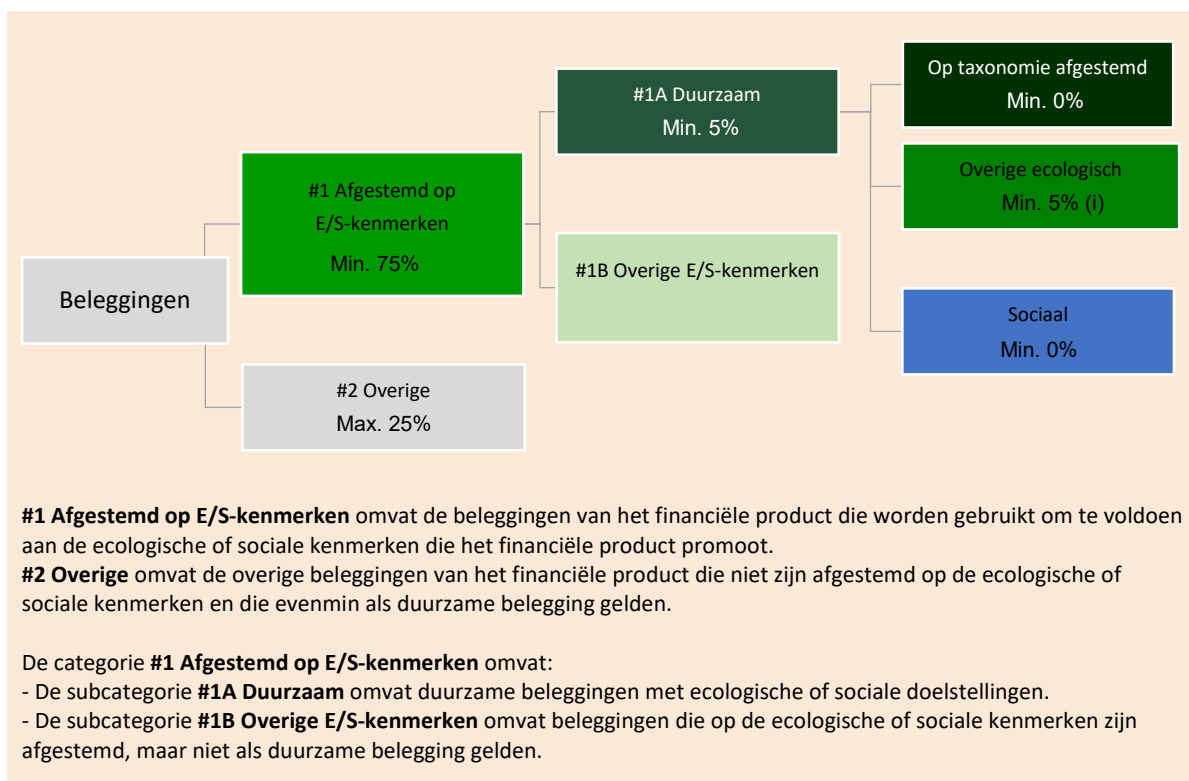 Beleggingen
#1 Afgestemd op
E/S-kenmerken
Min. 75%
#2 Overige
Max. 25%
#1A Duurzaam
Min. 5%
#1B Overige E/S-kenmerken
Op taxonomie afgestemd
Min. 0%
Overige ecologisch
Min. 5% (i)
Sociaal
Min. 0%
#1 Afgestemd op E/S-kenmerken omvat de beleggingen van het financiële product die worden gebruikt om te voldoen
aan de ecologische of sociale kenmerken die het financiële product promoot.
#2 Overige omvat de overige beleggingen van het financiële product die niet zijn afgestemd op de ecologische of
sociale kenmerken en die evenmin als duurzame belegging gelden.
De categorie #1 Afgestemd op E/S-kenmerken omvat:
- De subcategorie #1A Duurzaam omvat duurzame beleggingen met ecologische of sociale doelstellingen.
- De subcategorie #1B Overige E/S-kenmerken omvat beleggingen die op de ecologische of sociale kenmerken zijn
afgestemd, maar niet als duurzame belegging gelden.